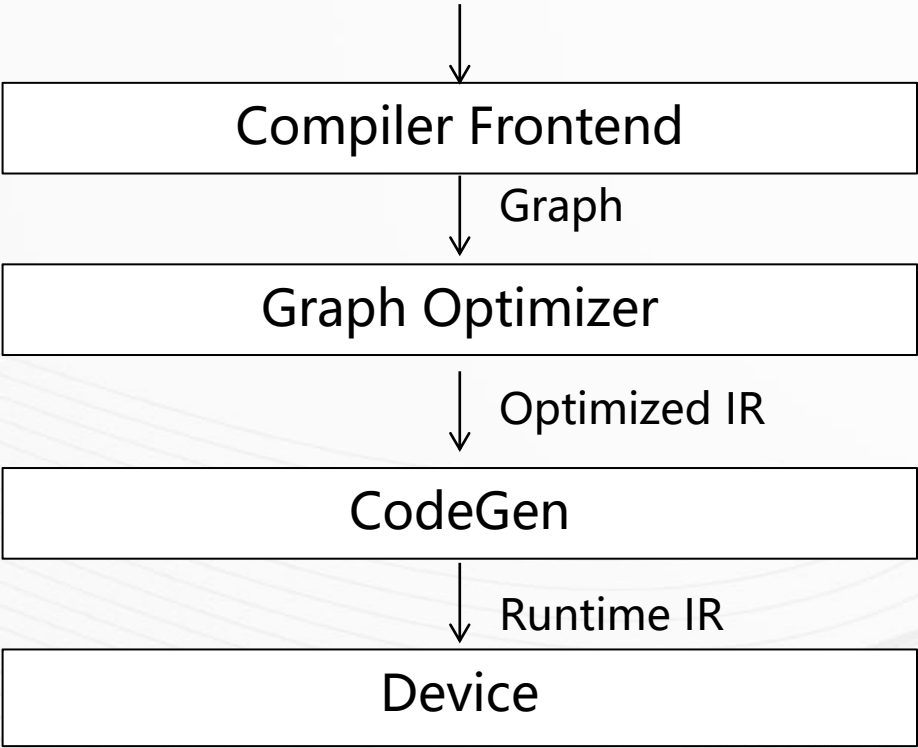 Compiler Frontend
Graph
Graph Optimizer
Optimized IR
CodeGen
Runtime IR
Device